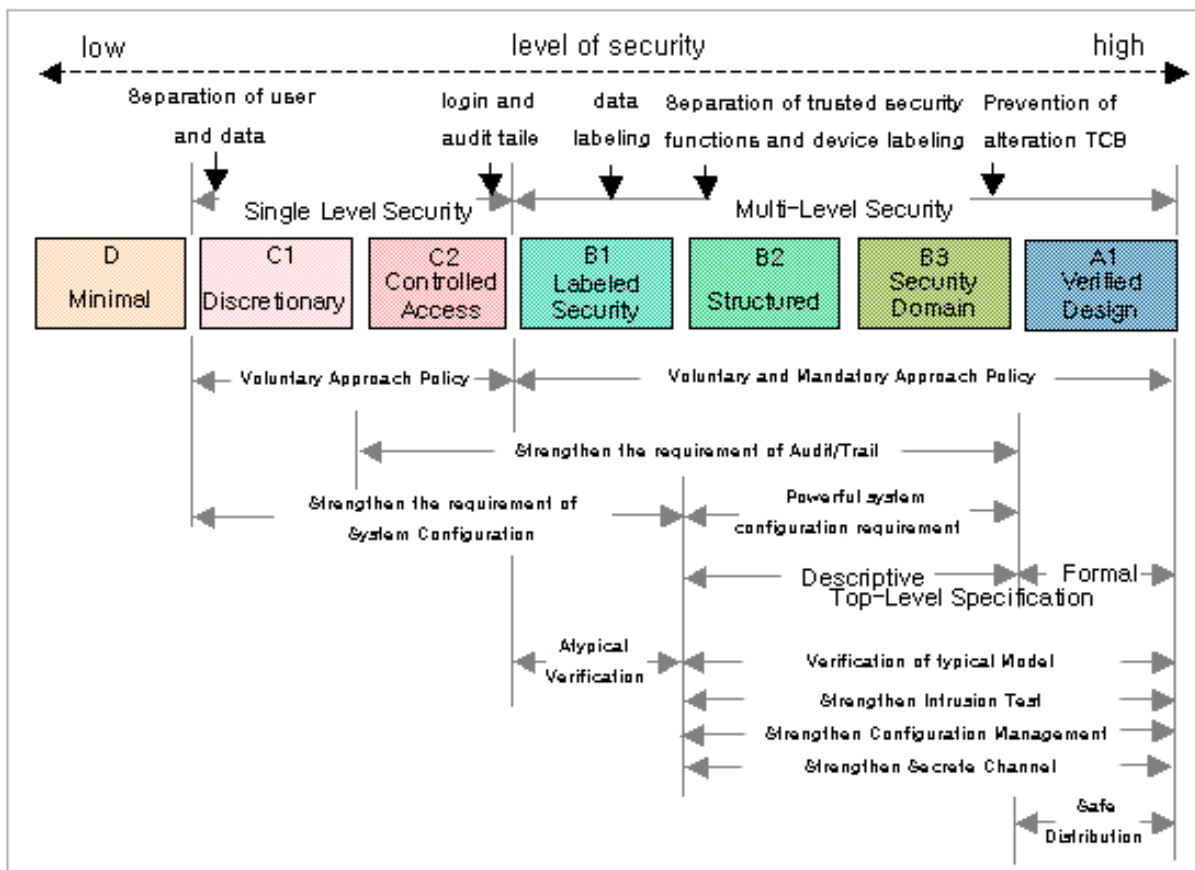 low level of security high
Separation of user
and data
login and
audit taile
data
labeling
Separation of trusted security
functions and device labeling
Prevention of
alteration TCB
Single Level Security
Multi-Level Security
D
Minimal
C1
Discretionary
C2
Controlled
Access
B1
Labeled
Security
B2
Structured
B3
Security
Domain
A1
Verified
Design
Voluntary Approach Policy
Voluntary and Mandatory Approach Policy
Strengthen the requirement of Audit/Trail
Strengthen the requirement of
System Configuration
Powerful system
configuration requirement
Descriptive
Formal
Top-Level Specification
Atypical
Verification
Verification of typical Model
Strengthen Intrusion Test
Strengthen Configuration Management
Strengthen Secrete Channel
Safe
Distribution